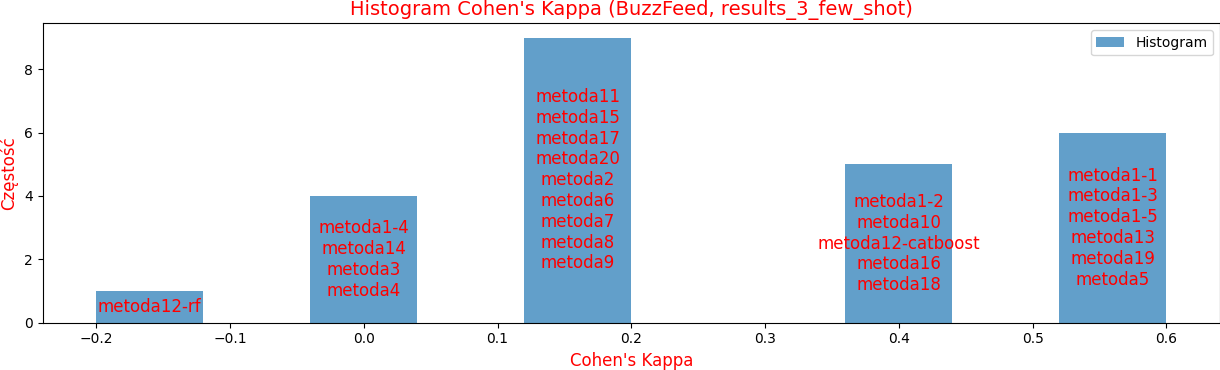 Histogram Cohen's Kappa (BuzzFeed, results_3_few_shot)
Histogram
Częstość
8
6
4
2
0
metoda12-rf
metoda1-4
metoda14
metoda3
metoda4
metoda11
metoda15
metoda17
metoda20
metoda2
metoda6
metoda7
metoda8
metoda9
metoda1-2
metoda10
metoda12-catboost
metoda16
metoda18
metoda1-1
metoda1-3
metoda1-5
metoda13
metoda19
metoda5
−0.2 −0.1 0.0 0.1 0.2 0.3 0.4 0.5 0.6
Cohen's Kappa